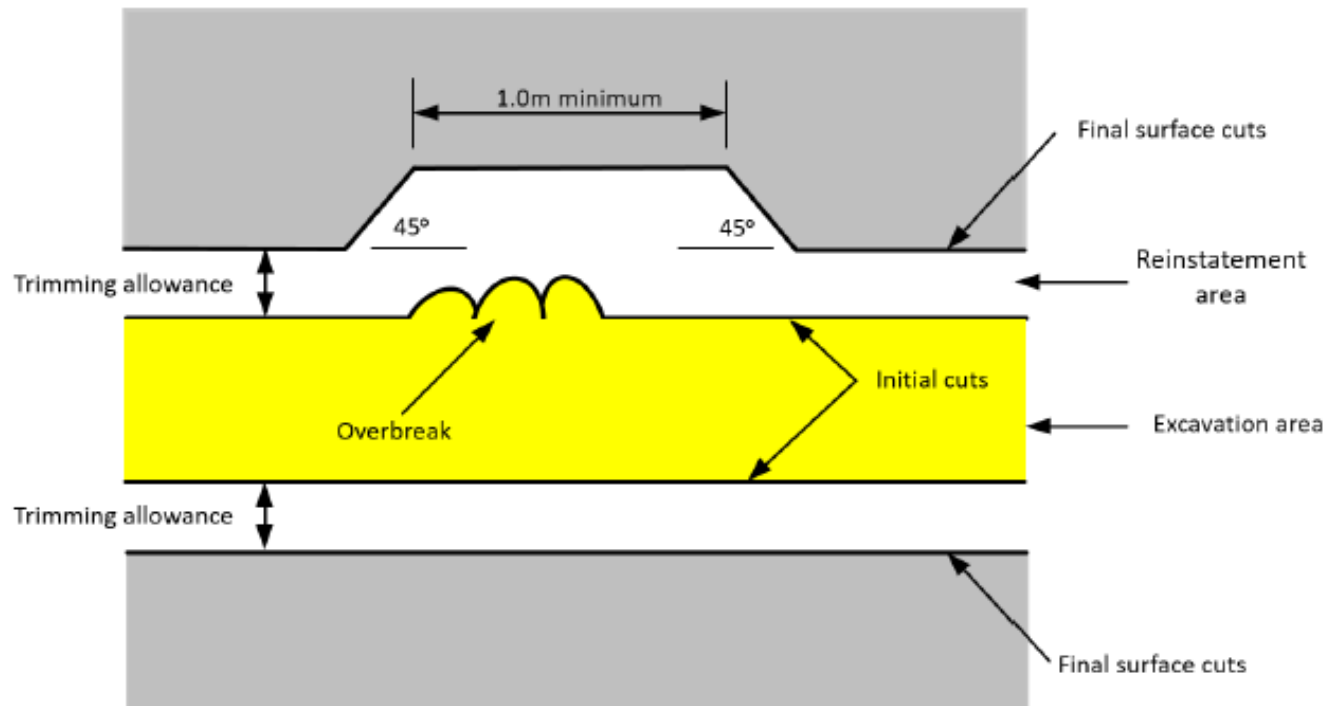 1.0m minimum
Final surface cuts
45°
45°
Trimming allowance
Reinstatement
area
Initial cuts
Overbreak
Excavation area
Trimming allowance
Final surface cuts